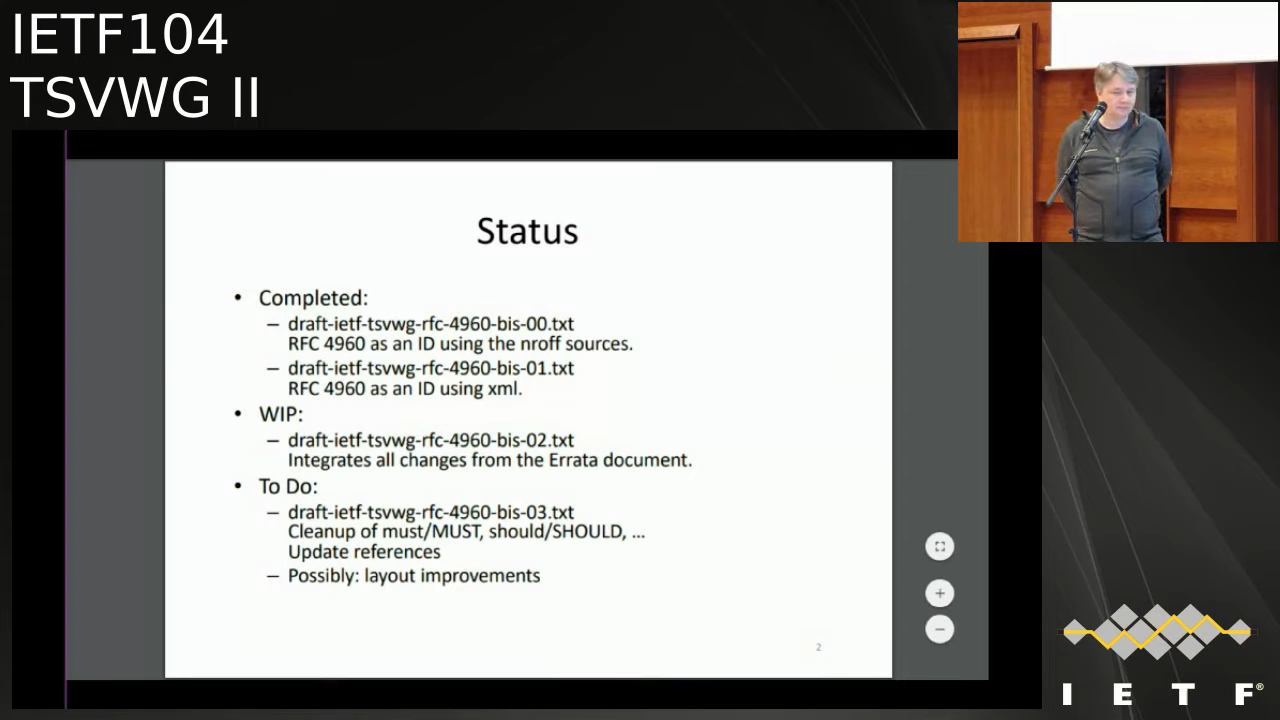 IETF104
TSVWG II
Status
• Completed:
– draft-ietf-tsvwg-rfc-4960-bis-00.txt
RFC 4960 as an ID using the nroff sources.
– draft-ietf-tsvwg-rfc-4960-bis-01.txt
RFC 4960 as an ID using xml.
• WIP:
– draft-ietf-tsvwg-rfc-4960-bis-02.txt
Integrates all changes from the Errata document.
• To Do:
– draft-ietf-tsvwg-rfc-4960-bis-03.txt
Cleanup of must/MUST, should/SHOULD, ...
Update references
– Possibly: layout improvements
2
I E T F®